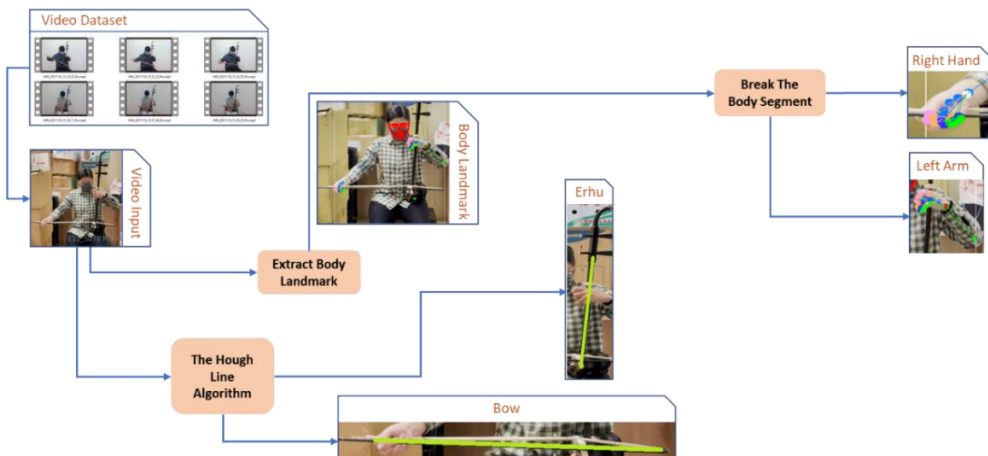 Video Dataset
Video Input
Body Landmark
Extract Body
Landmark
Break The
Body Segment
Right Hand
Left Arm
Erhu
The Hough
Line
Algorithm
Bow